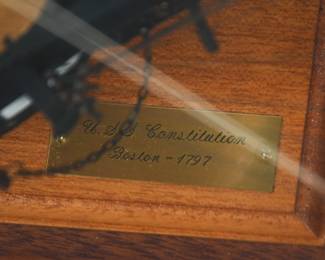 U.S.S Constitution
Boston - 1797